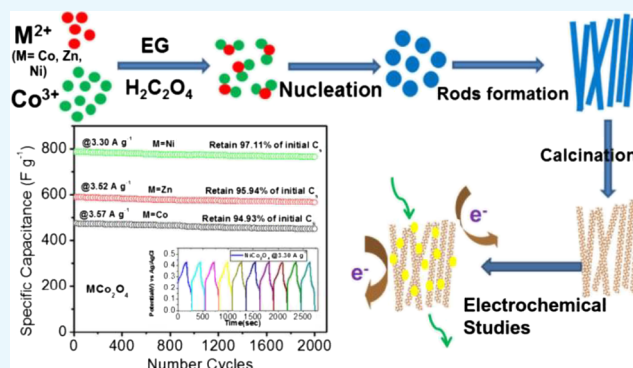 M²⁺
(M= Co, Zn,
Ni)
Co³⁺
EG
H₂C₂O₄
Nucleation
Rods formation
Calcination
e⁻
e⁻
Electrochemical
Studies
Specific Capacitance (F g⁻¹)
800
600
400
200
0
@3.30 A g⁻¹ M=Ni Retain 97.11% of initial Cₛ
@3.52 A g⁻¹ M=Zn Retain 95.94% of initial Cₛ
@3.57 A g⁻¹ M=Co Retain 94.93% of initial Cₛ
MCo₂O₄
Potential(V) vs Ag/AgCl
0.4
0.3
0.2
0.1
0.0
NiCo₂O₄ @3.30 A g⁻¹
0 500 1000 1500 2000 2500
Time(sec)
0 400 800 1200 1600 2000
Number Cycles